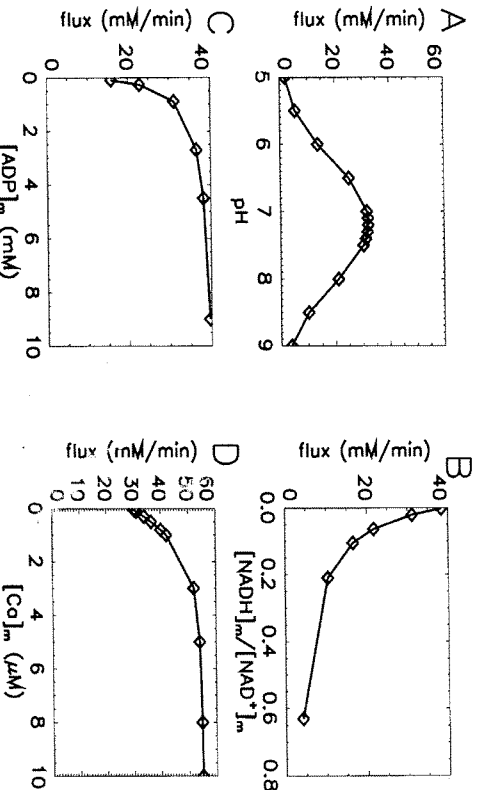 A
flux (mM/min)
0 20 40 60
5 6 7 8 9
pH
B
flux (mM/min)
0 20 40
0.0 0.2 0.4 0.6 0.8
[NADH]m/[NAD+]m
C
flux (mM/min)
0 20 40
0 2 4 6 8 10
[ADP]m (mM)
D
flux (mM/min)
0 10 20 30 40 50 60
0 2 4 6 8 10
[Ca]m (μM)